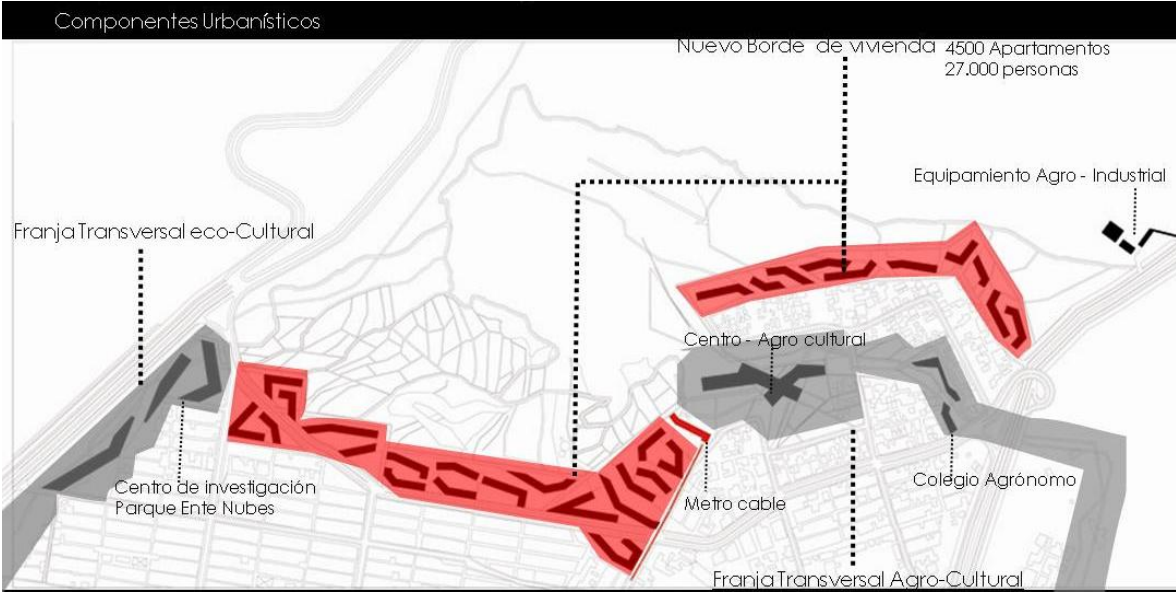 Componentes Urbanísticos
Nuevo Borde de vivienda
4500 Apartamentos
27.000 personas
Equipamiento Agro - Industrial
Franja Transversal eco-Cultural
Centro - Agro cultural
Centro de investigación
Parque Ente Nubes
Metro cable
Colegio Agrónomo
Franja Transversal Agro-Cultural